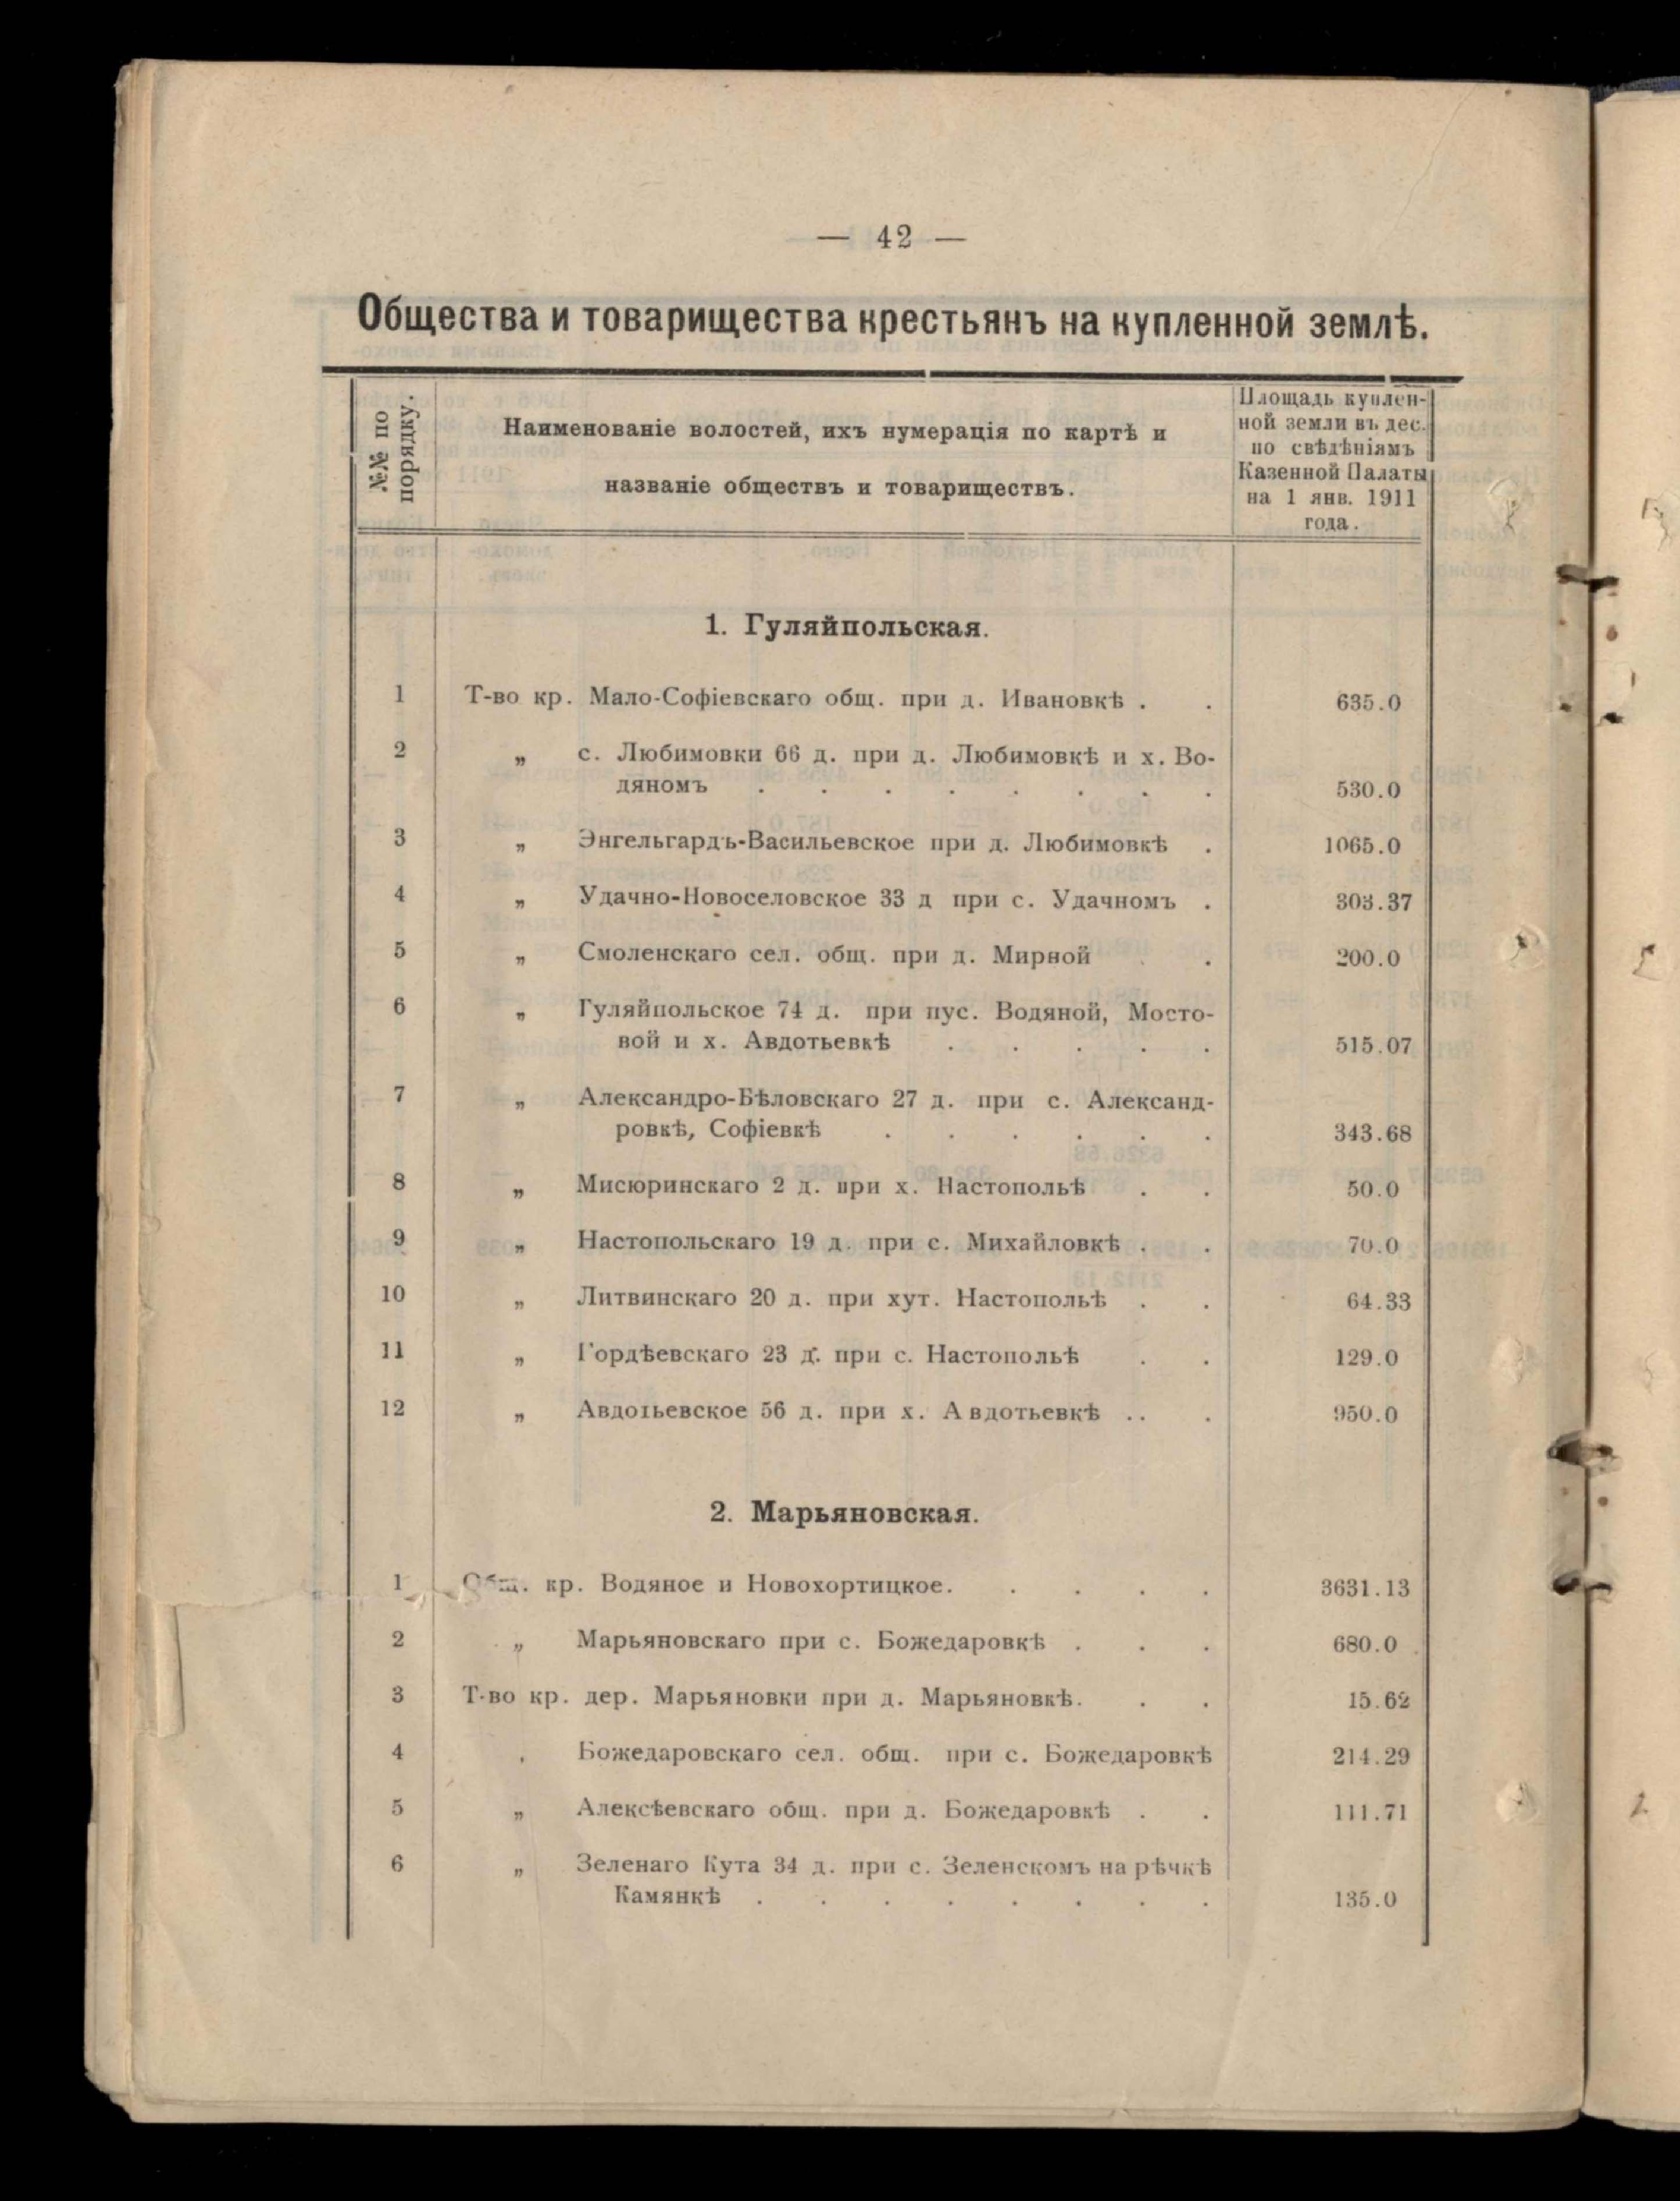 — 42 —
Общества и товарищества крестьянъ на купленной землѣ.
№№ по
порядку.
Наименованіе волостей, ихъ нумерація по картѣ и
названіе обществъ и товариществъ.
Площадь куплен-
ной земли въ дес.
по свѣдѣніямъ
Казенной Палаты
на 1 янв. 1911
года.
1. Гуляйпольская.
1 Т-во кр. Мало-Софіевскаго общ. при д. Ивановкѣ . . 635.0
2 „ с. Любимовки 66 д. при д. Любимовкѣ и х. Во-
дяномъ . . . . . . . . 530.0
3 „ Энгельгардъ-Васильевское при д. Любимовкѣ . 1065.0
4 „ Удачно-Новоселовское 33 д при с. Удачномъ . 303.37
5 „ Смоленскаго сел. общ. при д. Мирной . . 200.0
6 „ Гуляйпольское 74 д. при пус. Водяной, Мосто-
вой и х. Авдотьевкѣ . . . . . 515.07
7 „ Александро-Бѣловскаго 27 д. при с. Александ-
ровкѣ, Софіевкѣ . . . . . . 343.68
8 „ Мисюринскаго 2 д. при х. Настопольѣ . . 50.0
9 „ Настопольскаго 19 д. при с. Михайловкѣ . . 70.0
10 „ Литвинскаго 20 д. при хут. Настопольѣ . . 64.33
11 „ Гордѣевскаго 23 д. при с. Настопольѣ . . 129.0
12 „ Авдотьевское 56 д. при х. Авдотьевкѣ . . . 950.0
2. Марьяновская.
1 Общ. кр. Водяное и Новохортицкое. . . . . 3631.13
2 „ Марьяновскаго при с. Божедаровкѣ . . . 680.0
3 Т-во кр. дер. Марьяновки при д. Марьяновкѣ. . . 15.62
4 „ Божедаровскаго сел. общ. при с. Божедаровкѣ 214.29
5 „ Алексѣевскаго общ. при д. Божедаровкѣ . . 111.71
6 „ Зеленаго Кута 34 д. при с. Зеленскомъ на рѣчкѣ
Камянкѣ . . . . . . . . 135.0